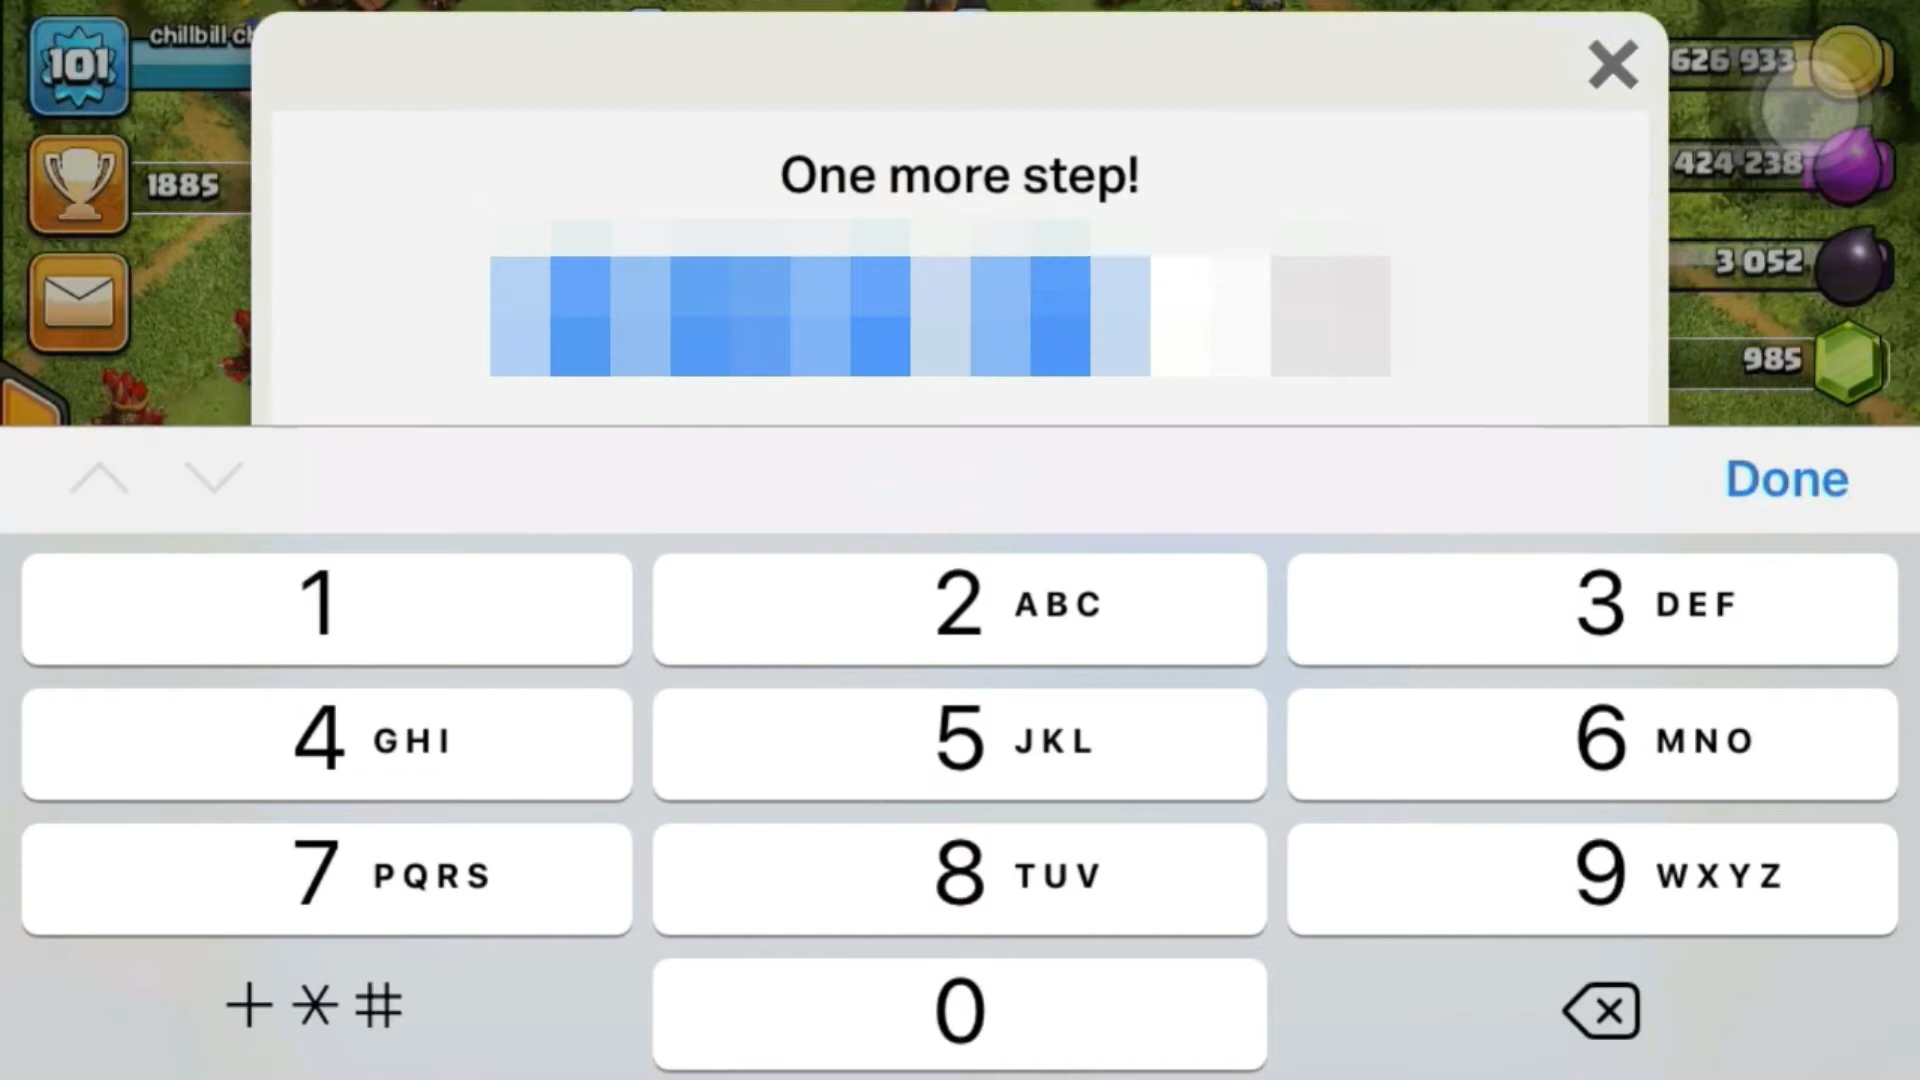 101
chillbill
1885
One more step!
626 933
424 238
3 052
985
Done
1
2 ABC
3 DEF
4 GHI
5 JKL
6 MNO
7 PQRS
8 TUV
9 WXYZ
+*#
0